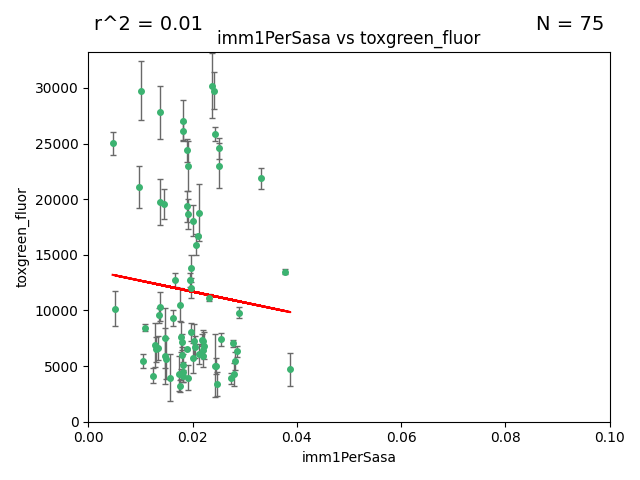 r^2 = 0.01
N = 75
imm1PerSasa vs toxgreen_fluor
30000
25000
20000
15000
10000
5000
0
toxgreen_fluor
0.00
0.02
0.04
0.06
0.08
0.10
imm1PerSasa